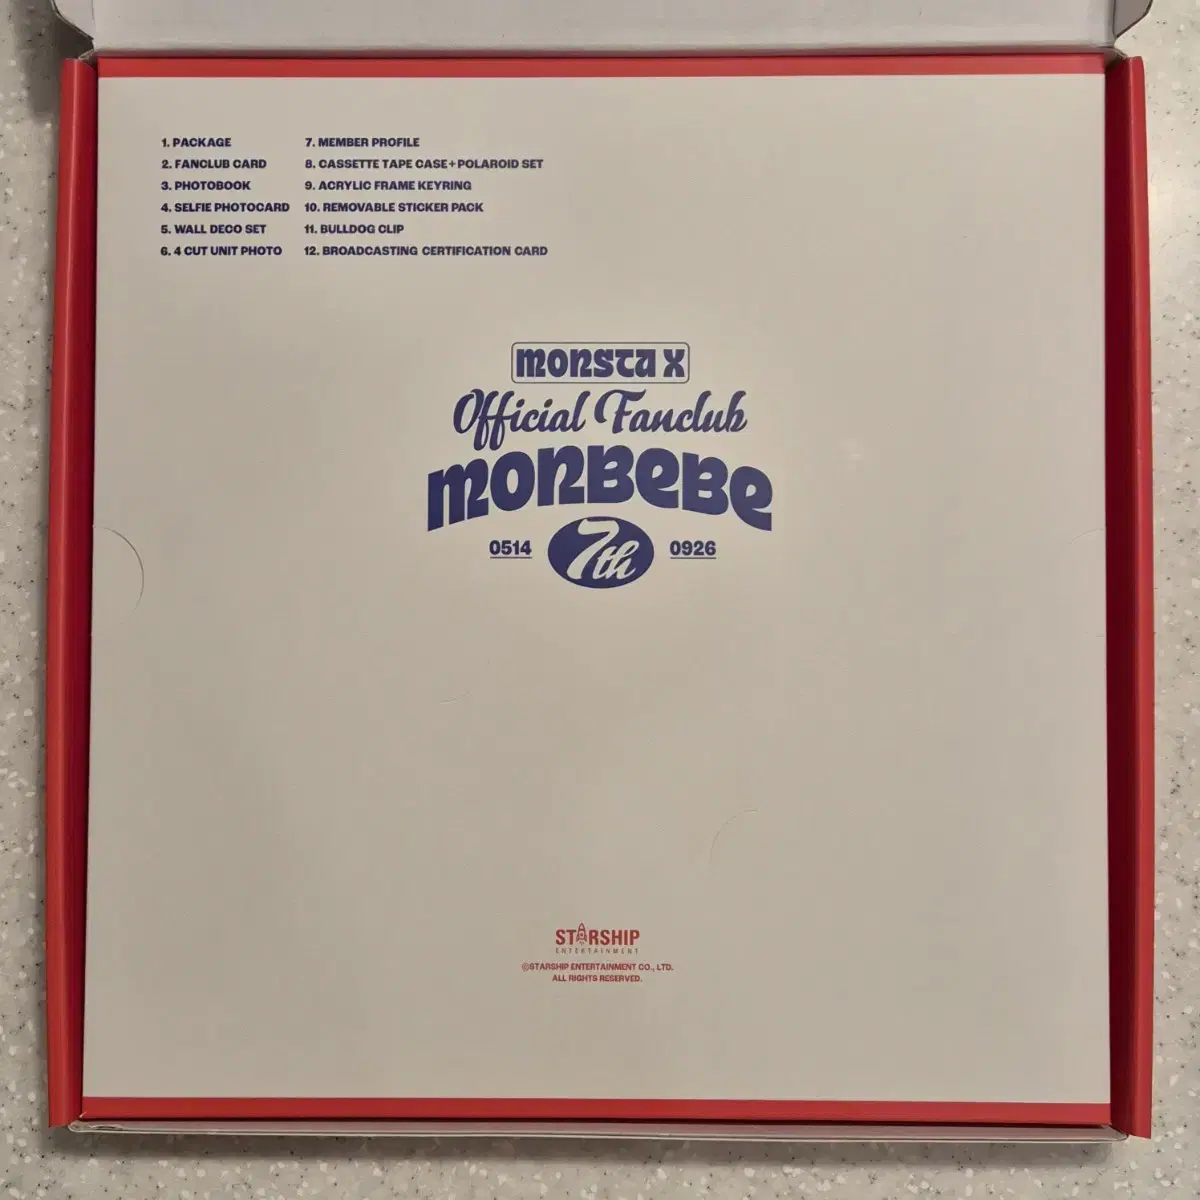 1. PACKAGE
2. FANCLUB CARD
3. PHOTOBOOK
4. SELFIE PHOTOCARD
5. WALL DECO SET
6. 4 CUT UNIT PHOTO
7. MEMBER PROFILE
8. CASSETTE TAPE CASE+POLAROID SET
9. ACRYLIC FRAME KEYRING
10. REMOVABLE STICKER PACK
11. BULLDOG CLIP
12. BROADCASTING CERTIFICATION CARD
MONSTA X
Official Fanclub
MONBEBE
0514 7th 0926
STARSHIP
ENTERTAINMENT
©STARSHIP ENTERTAINMENT CO., LTD.
ALL RIGHTS RESERVED.